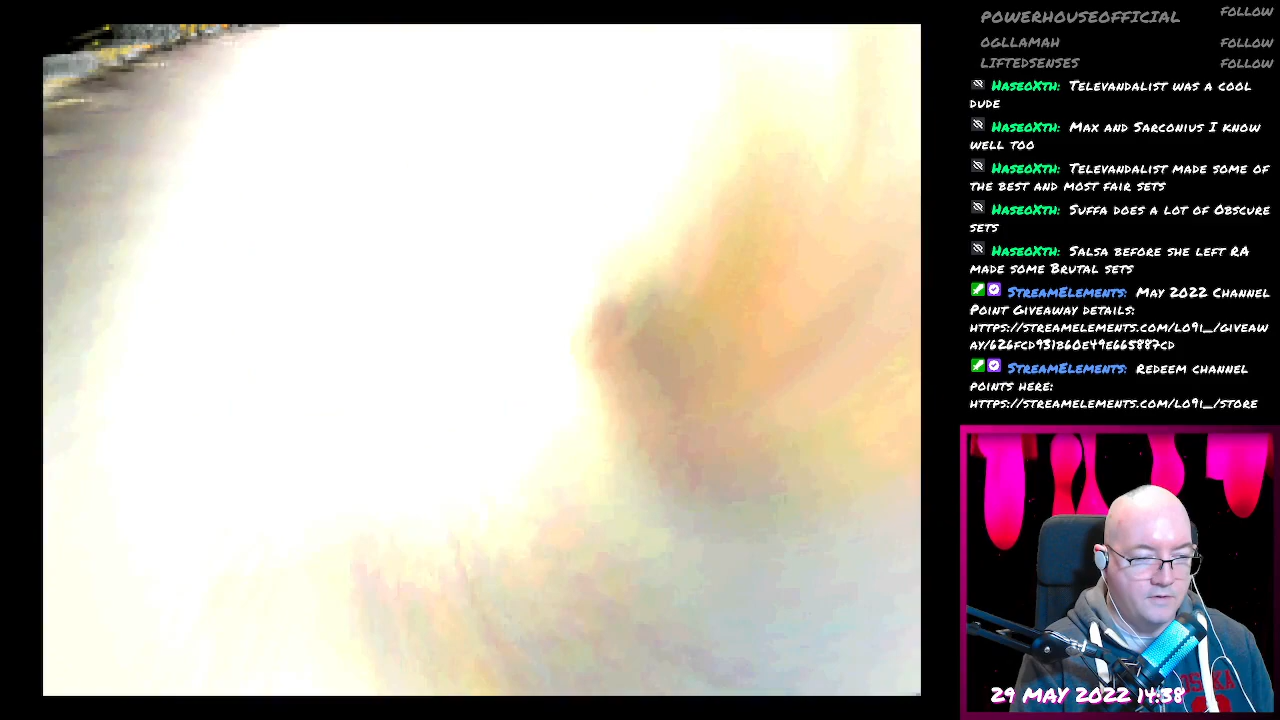 POWERHOUSEOFFICIAL FOLLOW
OGLLAMAH FOLLOW
LIFTEDSENSES FOLLOW
HASEOXTH: TELEVANDALIST WAS A COOL
DUDE
HASEOXTH: MAX AND SARCONIUS I KNOW
WELL TOO
HASEOXTH: TELEVANDALIST MADE SOME OF
THE BEST AND MOST FAIR SETS
HASEOXTH: SUFFA DOES A LOT OF OBSCURE
SETS
HASEOXTH: SALSA BEFORE SHE LEFT RA
MADE SOME BRUTAL SETS
STREAMELEMENTS: MAY 2022 CHANNEL
POINT GIVEAWAY DETAILS:
HTTPS://STREAMELEMENTS.COM/LO9I_/GIVEAW
AY/626FCD931B60E49E665887CD
STREAMELEMENTS: REDEEM CHANNEL
POINTS HERE:
HTTPS://STREAMELEMENTS.COM/LO9I_/STORE
29 MAY 2022 14:38